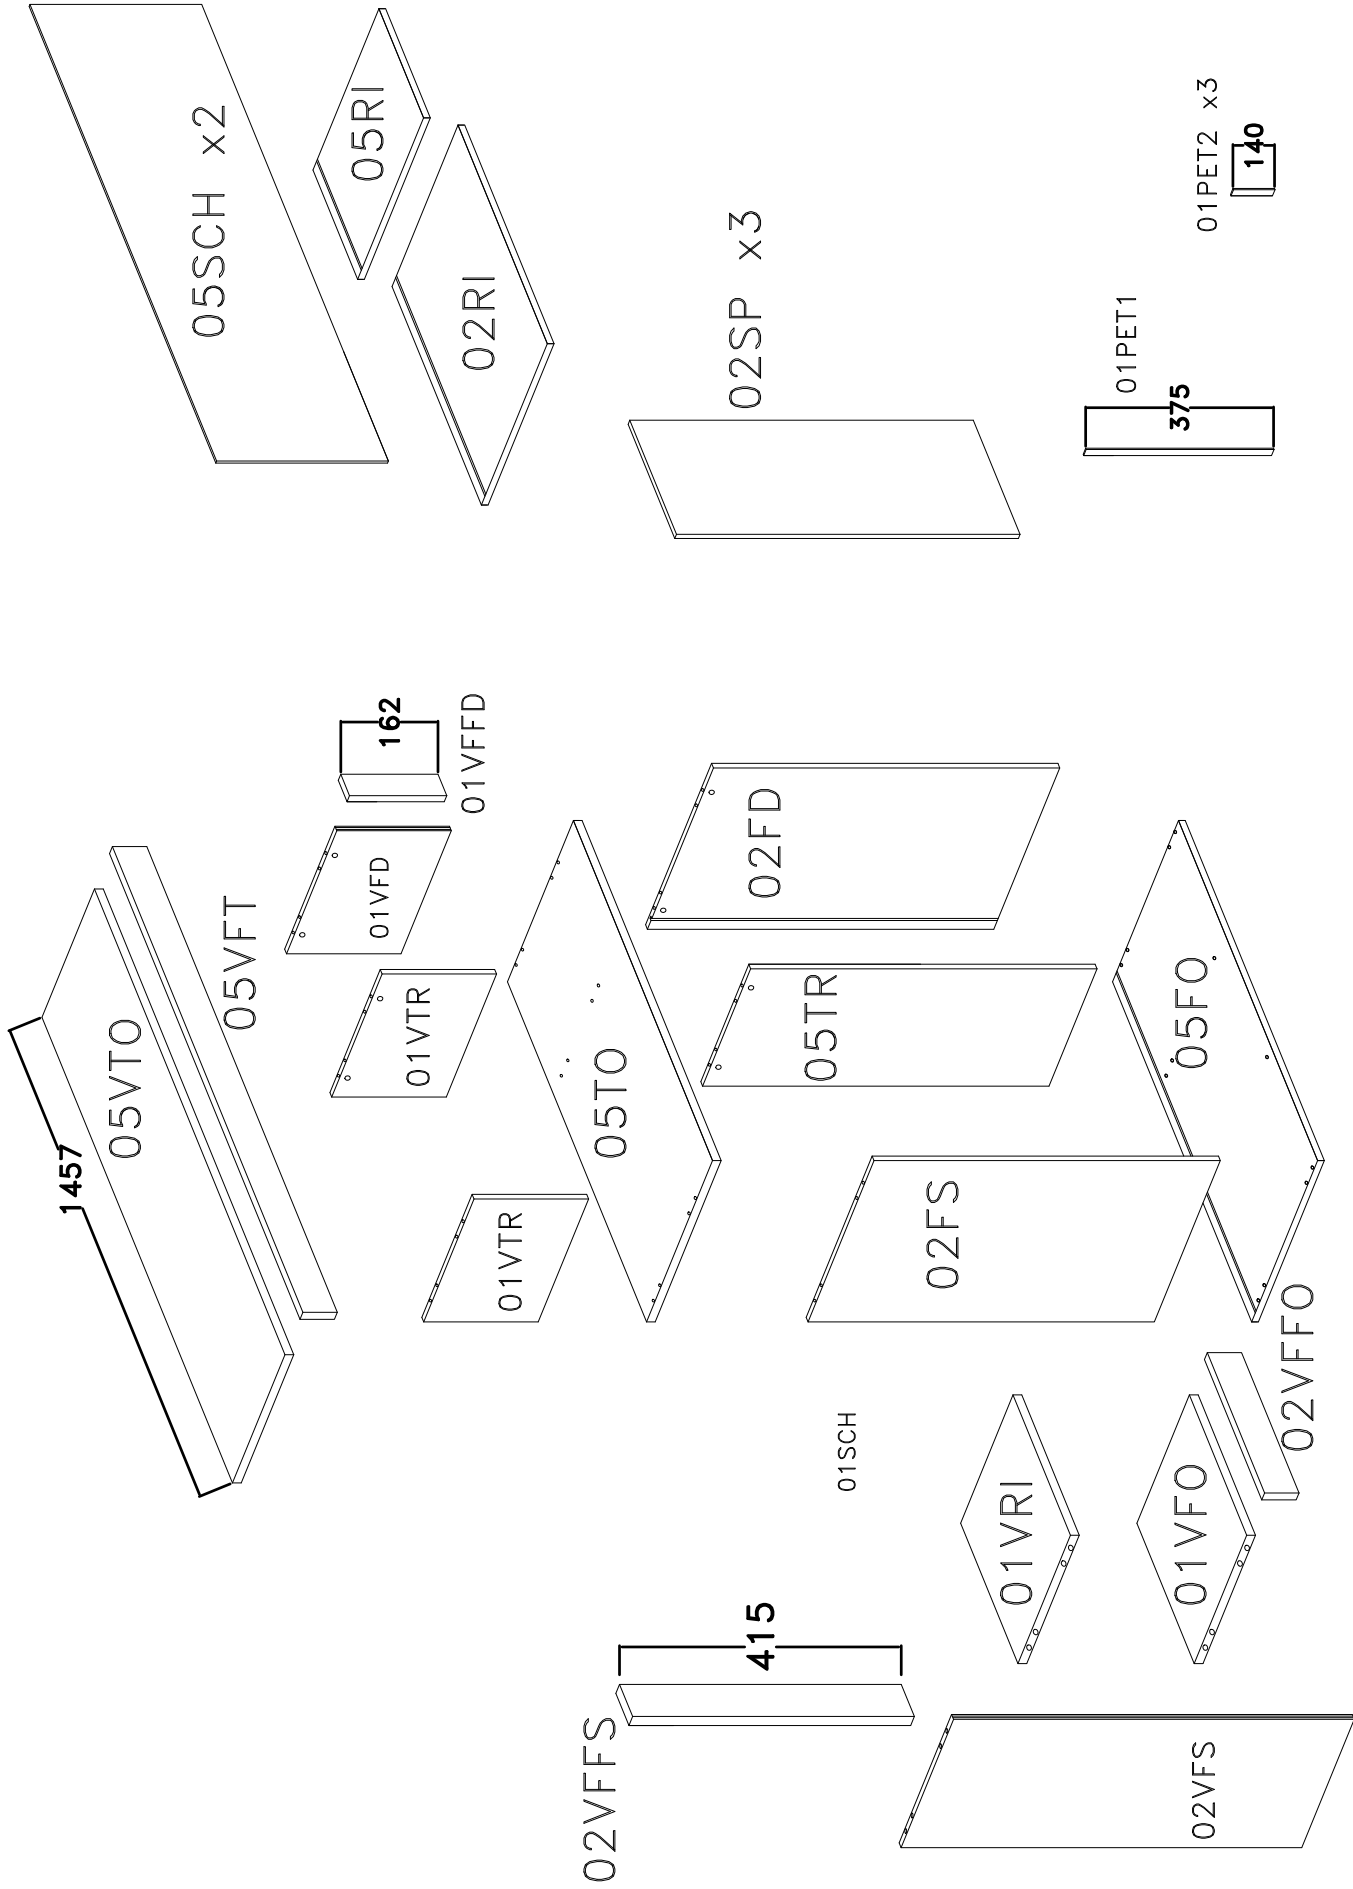 05SCH x2
05RI
02RI
01PET2 x3
140
02SP x3
01PET1
375
162
01VFFD
05VFT
01VFD
05VTO
1457
01VTR
02FD
05TR
05FO
05TO
01VTR
02FS
02VFFO
01SCH
01VRI
01VFO
415
02VFFS
02VFS